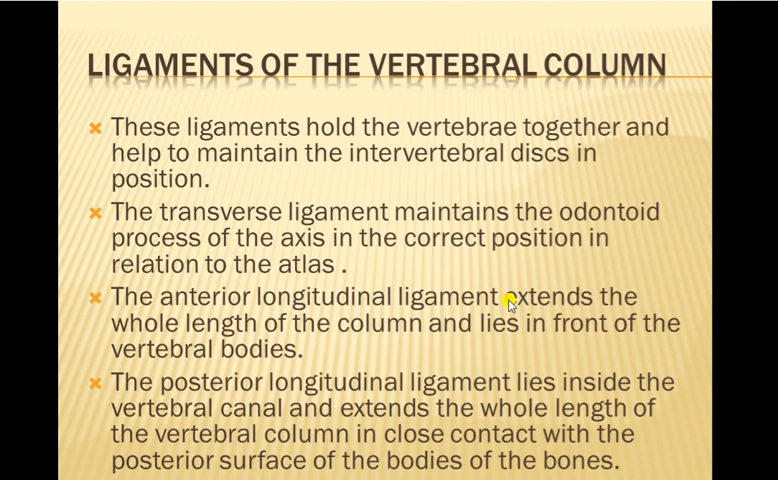 LIGAMENTS OF THE VERTEBRAL COLUMN
These ligaments hold the vertebrae together and
help to maintain the intervertebral discs in
position.
The transverse ligament maintains the odontoid
process of the axis in the correct position in
relation to the atlas .
The anterior longitudinal ligament extends the
whole length of the column and lies in front of the
vertebral bodies.
The posterior longitudinal ligament lies inside the
vertebral canal and extends the whole length of
the vertebral column in close contact with the
posterior surface of the bodies of the bones.